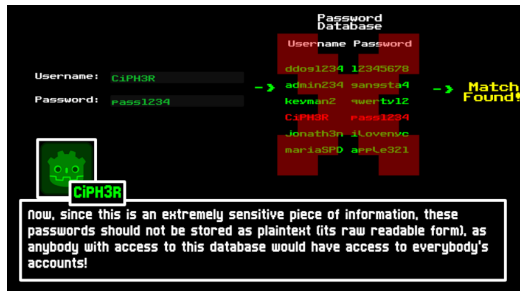 Password
Database
Username Password
ddog1234 12345678
Username: CiPH3R
admin234 gangsta4
-> -> Match
Found!
Password: pass1234
keyman2 qwerty12
CiPH3R pass1234
Jonath3n iLovenyc
mariaSPD appLe321
CiPH3R
Now, since this is an extremely sensitive piece of information, these
passwords should not be stored as plaintext (its raw readable form), as
anybody with access to this database would have access to everybody's
accounts!